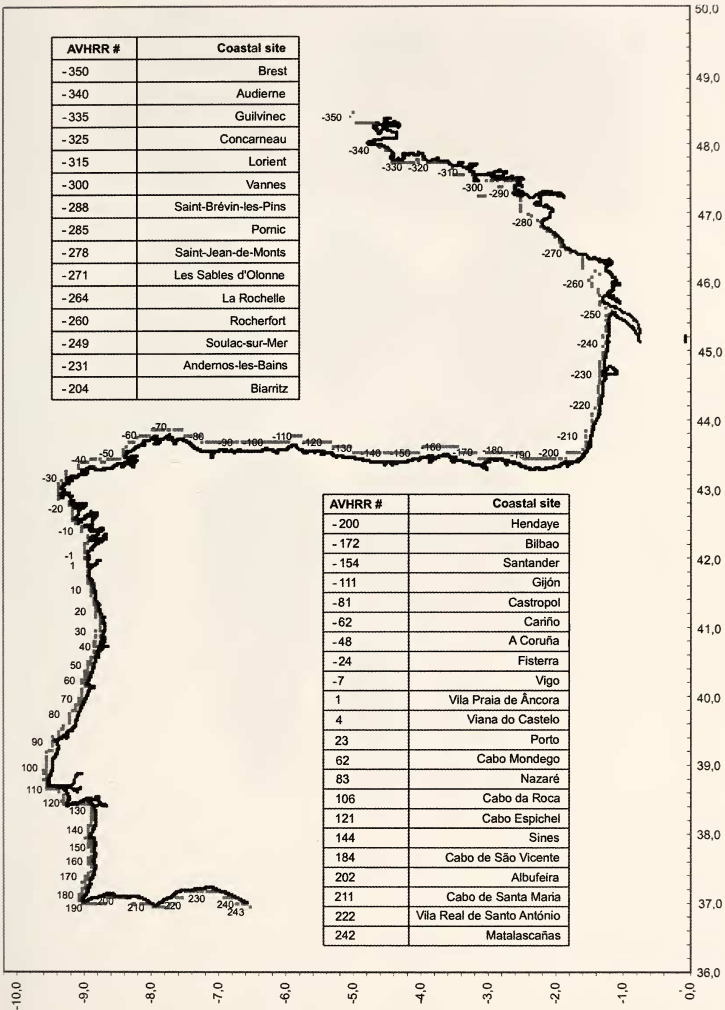 AVHRR # Coastal site
-350 Brest
-340 Audierne
-335 Guilvinec
-325 Concarneau
-315 Lorient
-300 Vannes
-288 Saint-Brévin-les-Pins
-285 Pornic
-278 Saint-Jean-de-Monts
-271 Les Sables d'Olonne
-264 La Rochelle
-260 Rocherfort
-249 Soulac-sur-Mer
-231 Andernos-les-Bains
-204 Biarritz
-350
-340
-330 -320
-310
-300
-290
-280
-270
-260
-250
-240
-230
-220
-210
-70
-60
-50
-40
-80 -90 -100 -110 -120 -130 -140 -150 -160 -170 -180 -190 -200
-30
-20
-10
-1
1
10
20
30
40
50
60
70
80
90
100
110
120
130
140
150
160
170
180
190
200
210
220
230
240
243
AVHRR # Coastal site
-200 Hendaye
-172 Bilbao
-154 Santander
-111 Gijón
-81 Castropol
-62 Cariño
-48 A Coruña
-24 Fisterra
-7 Vigo
1 Vila Praia de Âncora
4 Viana do Castelo
23 Porto
62 Cabo Mondego
83 Nazaré
106 Cabo da Roca
121 Cabo Espichel
144 Sines
184 Cabo de São Vicente
202 Albufeira
211 Cabo de Santa Maria
222 Vila Real de Santo António
242 Matalascañas
50,0
49,0
48,0
47,0
46,0
45,0
44,0
43,0
42,0
41,0
40,0
39,0
38,0
37,0
36,0
-10,0
-9,0
-8,0
-7,0
-6,0
-5,0
-4,0
-3,0
-2,0
-1,0
0,0